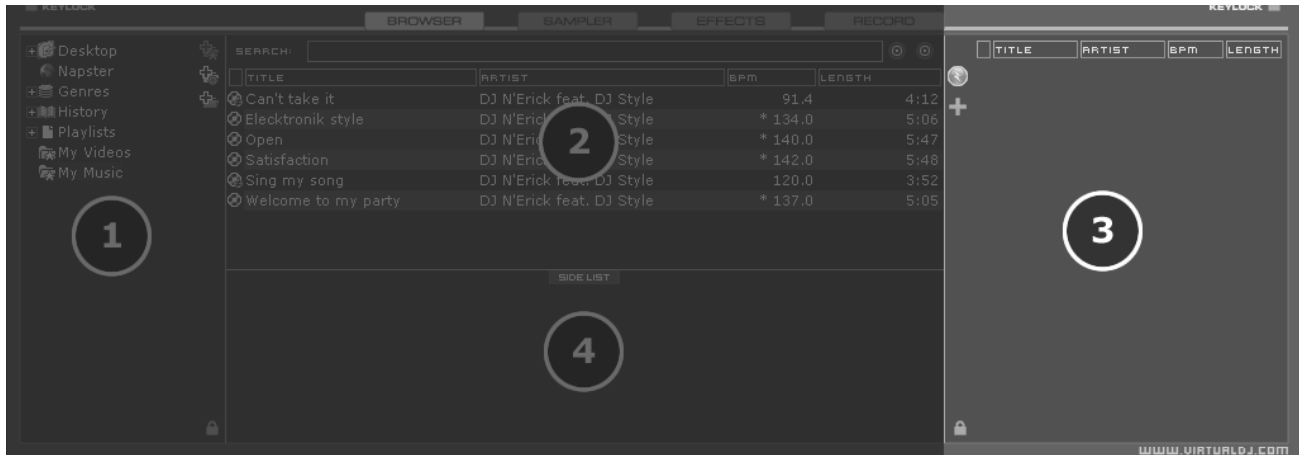 KEYLOCK
KEYLOCK
BROWSER SAMPLER EFFECTS RECORD
Desktop
Napster
Genres
History
Playlists
My Videos
My Music
1
SEARCH:
TITLE ARTIST BPM LENGTH
Can't take it DJ N'Erick feat. DJ Style 91.4 4:12
Elecktronik style DJ N'Erick feat. DJ Style * 134.0 5:06
Open DJ N'Eric Style * 140.0 5:47
Satisfaction DJ N'Eric Style * 142.0 5:48
Sing my song DJ N'Erick feat. DJ Style 120.0 3:52
Welcome to my party DJ N'Erick feat. DJ Style * 137.0 5:05
2
SIDE LIST
4
TITLE ARTIST BPM LENGTH
3
WWW.VIRTUALDJ.COM